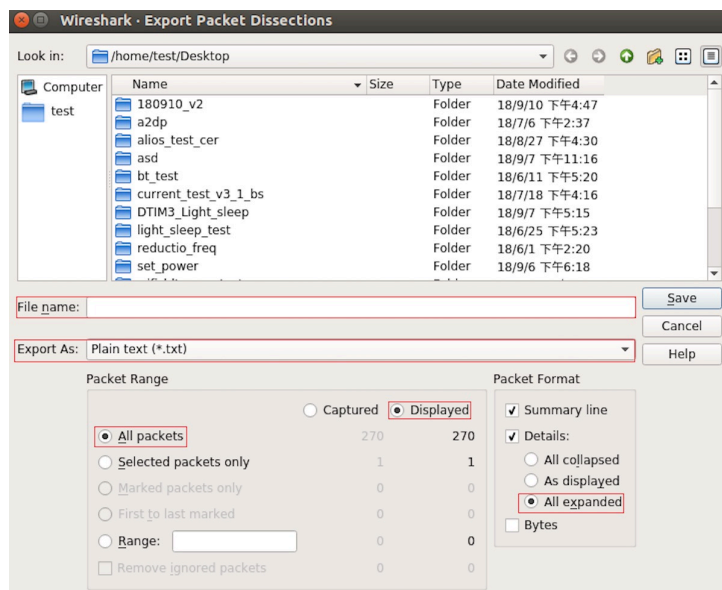 Wireshark · Export Packet Dissections
Look in: /home/test/Desktop
Computer
test
Name Size Type Date Modified
180910_v2 Folder 18/9/10 下午4:47
a2dp Folder 18/7/6 下午2:37
alios_test_cer Folder 18/8/27 下午4:30
asd Folder 18/9/7 下午11:16
bt_test Folder 18/6/11 下午5:20
current_test_v3_1_bs Folder 18/7/18 下午4:16
DTIM3_Light_sleep Folder 18/9/7 下午5:15
light_sleep_test Folder 18/6/25 下午5:23
reductio_freq Folder 18/6/1 下午2:20
set_power Folder 18/9/6 下午6:18
File name:
Save
Cancel
Export As: Plain text (*.txt)
Help
Packet Range
Captured Displayed
All packets 270 270
Selected packets only 1 1
Marked packets only 0 0
First to last marked 0 0
Range: 0 0
Remove ignored packets 0 0
Packet Format
Summary line
Details:
All collapsed
As displayed
All expanded
Bytes